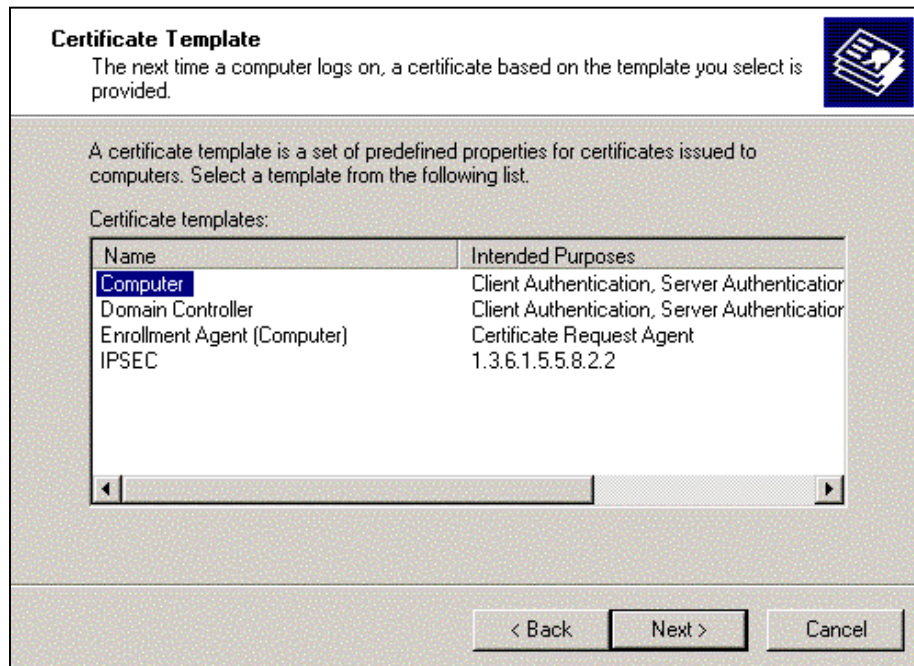 Certificate Template
The next time a computer logs on, a certificate based on the template you select is
provided.
A certificate template is a set of predefined properties for certificates issued to
computers. Select a template from the following list.
Certificate templates:
Name Intended Purposes
Computer Client Authentication, Server Authentication
Domain Controller Client Authentication, Server Authentication
Enrollment Agent (Computer) Certificate Request Agent
IPSEC 1.3.6.1.5.5.8.2.2
< Back Next > Cancel